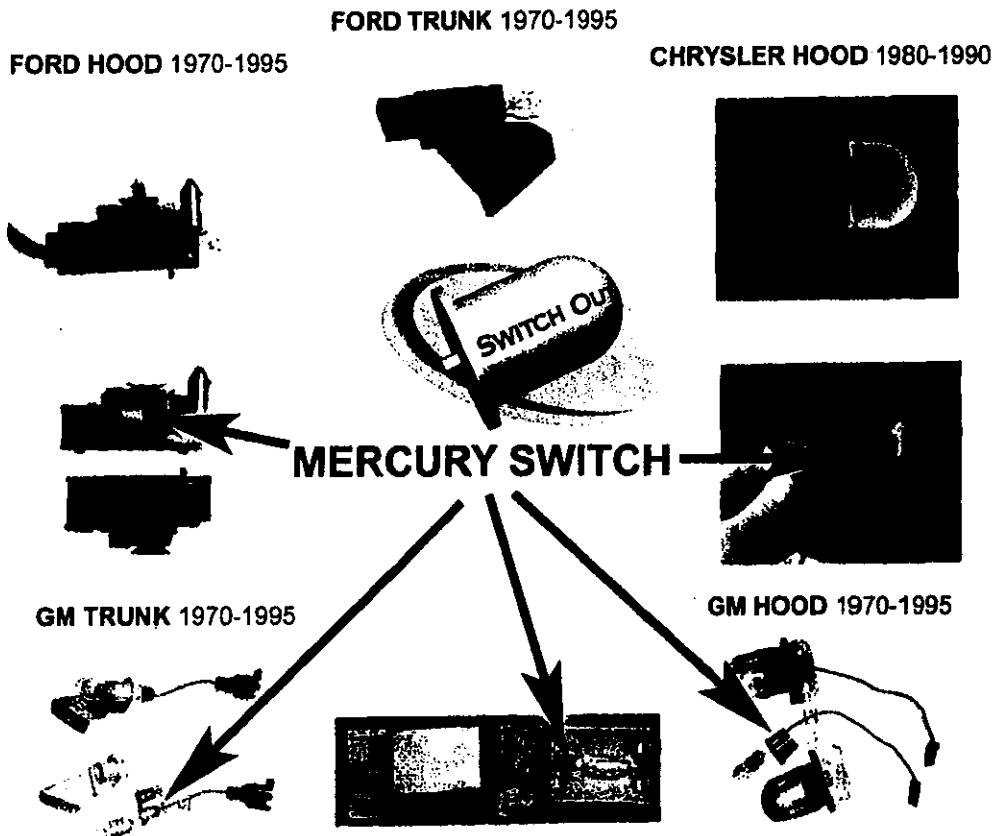 FORD TRUNK 1970-1995
FORD HOOD 1970-1995
CHRYSLER HOOD 1980-1990
SWITCH OUT
MERCURY SWITCH
GM TRUNK 1970-1995
GM HOOD 1970-1995